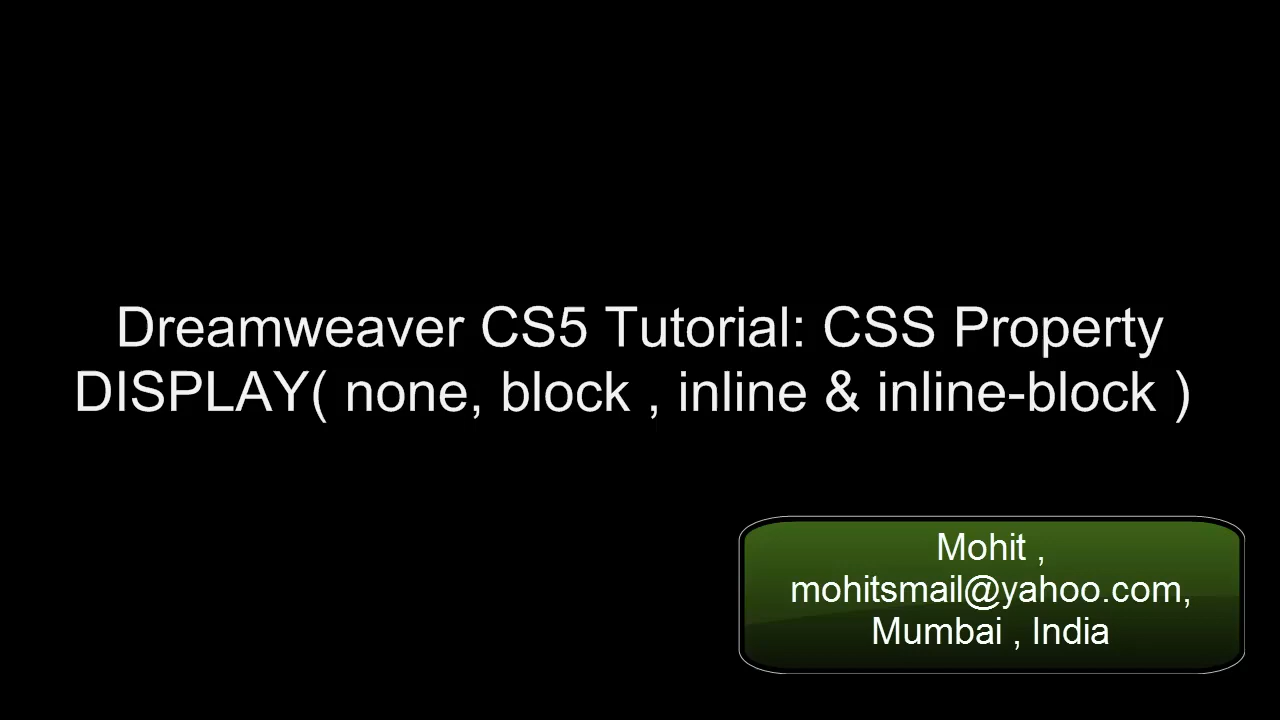 Dreamweaver CS5 Tutorial: CSS Property
DISPLAY( none, block , inline & inline-block )
Mohit ,
mohitsmail@yahoo.com,
Mumbai , India